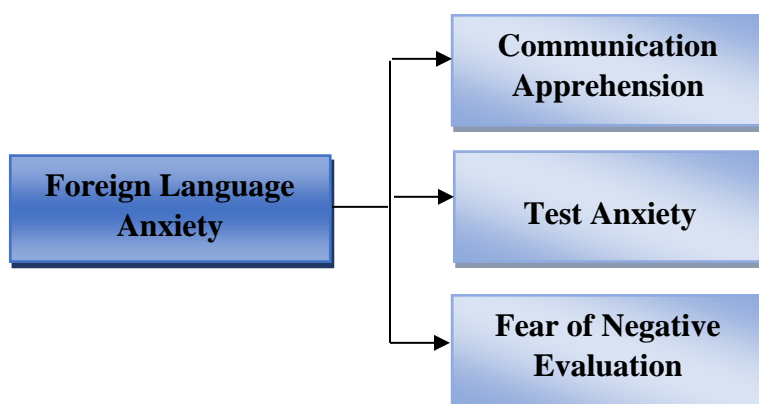 Foreign Language
Anxiety
Communication
Apprehension
Test Anxiety
Fear of Negative
Evaluation